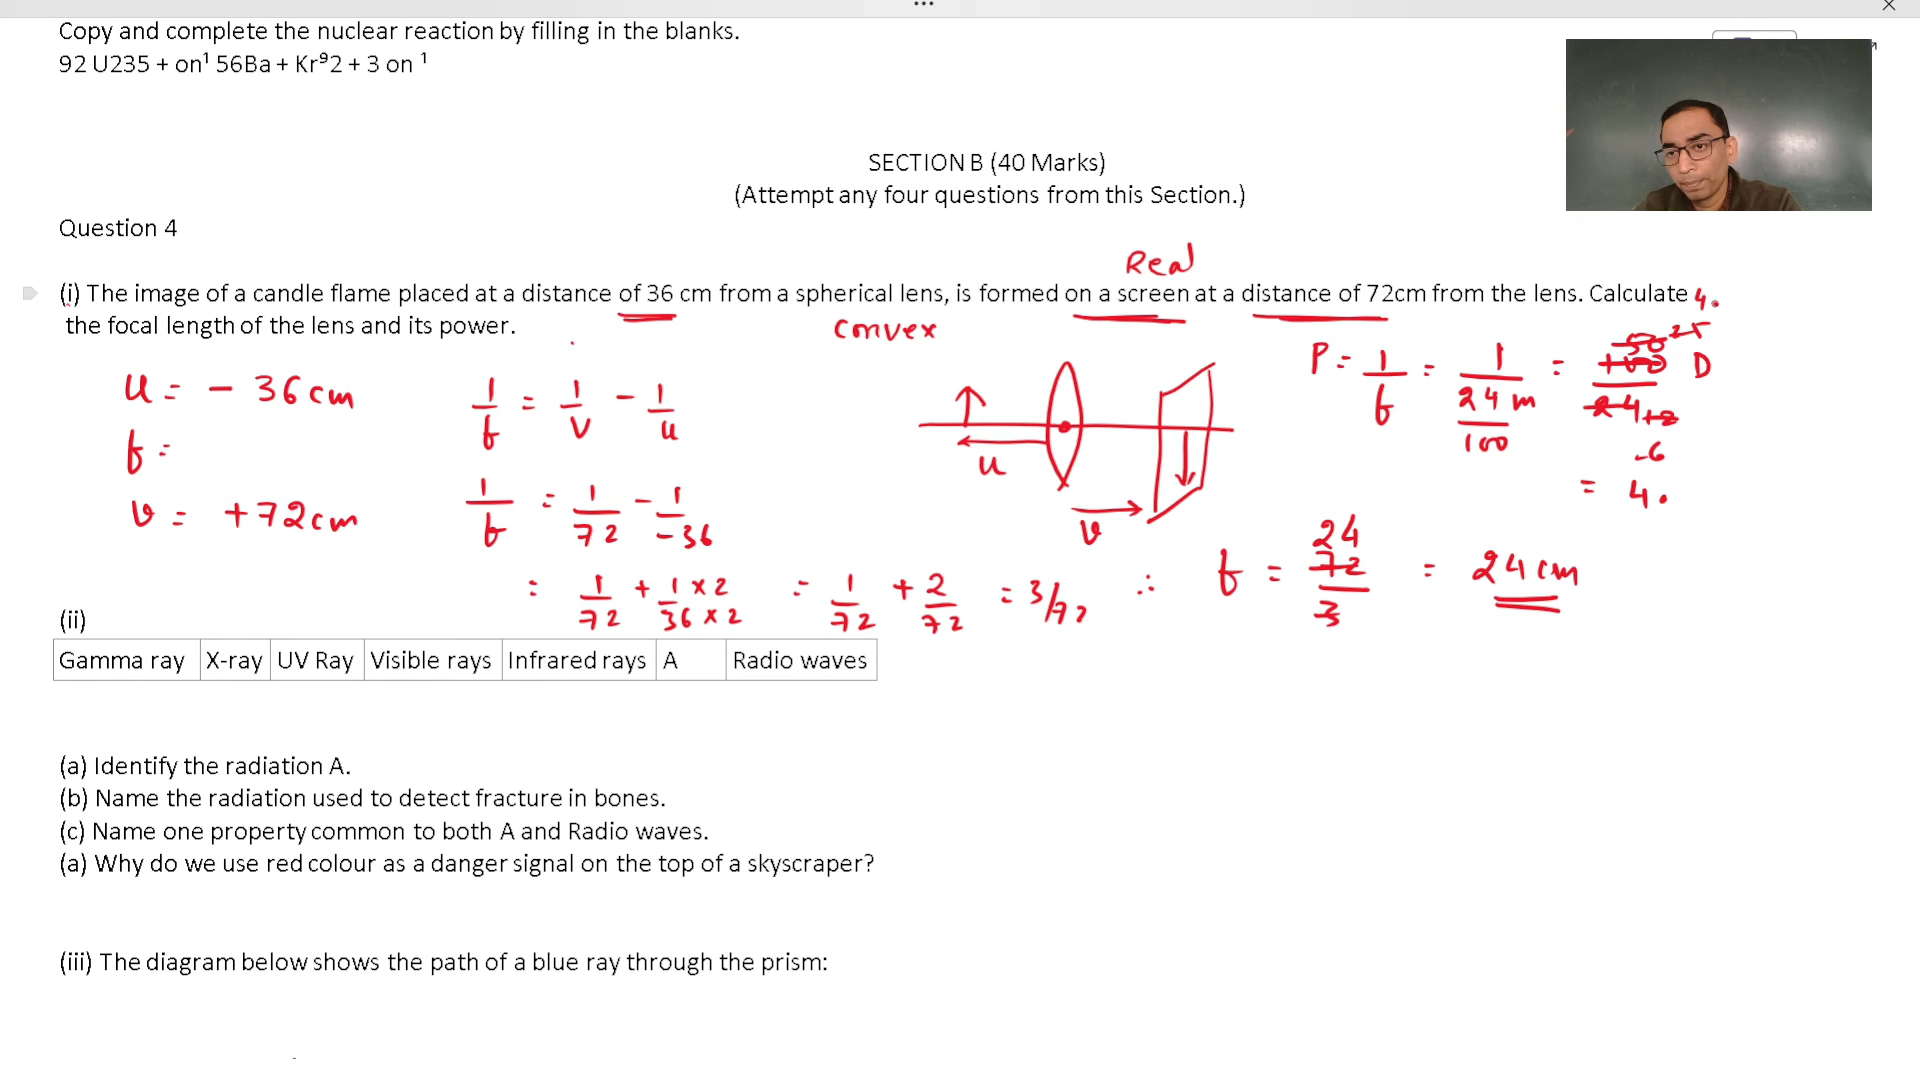 Copy and complete the nuclear reaction by filling in the blanks.
92 U235 + on¹ 56Ba + Kr⁹2 + 3 on ¹
SECTION B (40 Marks)
(Attempt any four questions from this Section.)
Question 4
Real
(i) The image of a candle flame placed at a distance of 36 cm from a spherical lens, is formed on a screen at a distance of 72cm from the lens. Calculate 4.
the focal length of the lens and its power.
convex
u = - 36 cm
f =
v = +72 cm
1/f = 1/v - 1/u
1/f = 1/72 - 1/-36
= 1/72 + 1 x 2/36 x 2 = 1/72 + 2/72 = 3/72 ∴ f = 72/3 24 = 24 cm
u
v
P = 1/f = 1/24 m/100 = 100/24 D
50 25
12
6
= 4.
(ii)
Gamma ray X-ray UV Ray Visible rays Infrared rays A Radio waves
(a) Identify the radiation A.
(b) Name the radiation used to detect fracture in bones.
(c) Name one property common to both A and Radio waves.
(a) Why do we use red colour as a danger signal on the top of a skyscraper?
(iii) The diagram below shows the path of a blue ray through the prism: